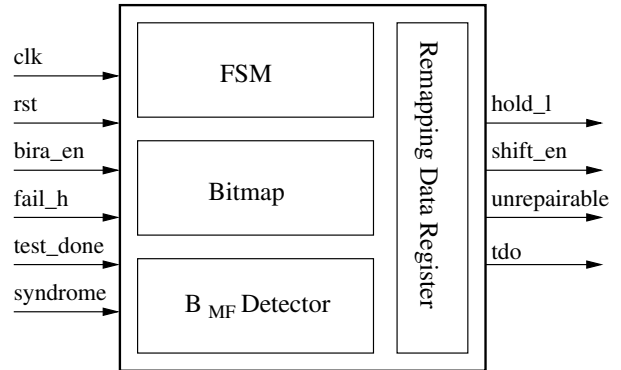 clk
rst
bira_en
fail_h
test_done
syndrome
FSM
Bitmap
B MF Detector
Remapping Data Register
hold_l
shift_en
unrepairable
tdo